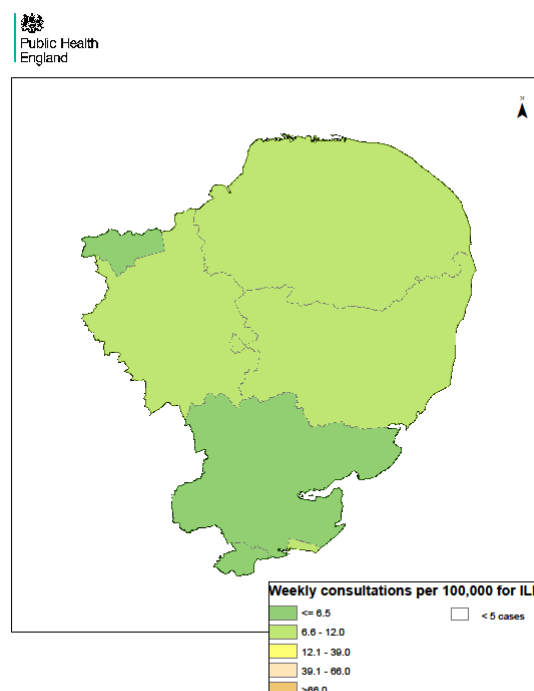 Public Health
England
N
Weekly consultations per 100,000 for ILI
<= 6.5
< 5 cases
6.6 - 12.0
12.1 - 39.0
39.1 - 66.0
>66.0